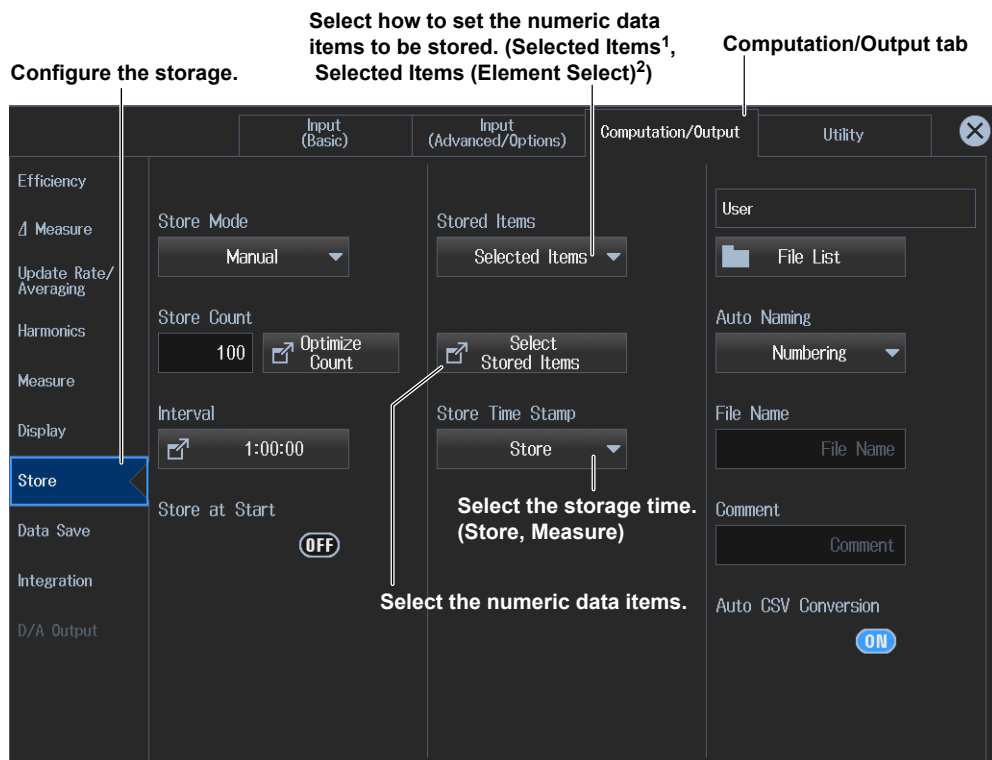 Select how to set the numeric data
items to be stored. (Selected Items1,
Selected Items (Element Select)2)
Computation/Output tab
Configure the storage.
Input
(Basic)
Input
(Advanced/Options)
Computation/Output
Utility
Efficiency
⊿ Measure
Update Rate/
Averaging
Harmonics
Measure
Display
Store
Data Save
Integration
D/A Output
Store Mode
Manual
Store Count
100
Optimize
Count
Interval
1:00:00
Store at Start
OFF
Stored Items
Selected Items
Select
Stored Items
Store Time Stamp
Store
Select the storage time.
(Store, Measure)
Select the numeric data items.
User
File List
Auto Naming
Numbering
File Name
File Name
Comment
Comment
Auto CSV Conversion
ON